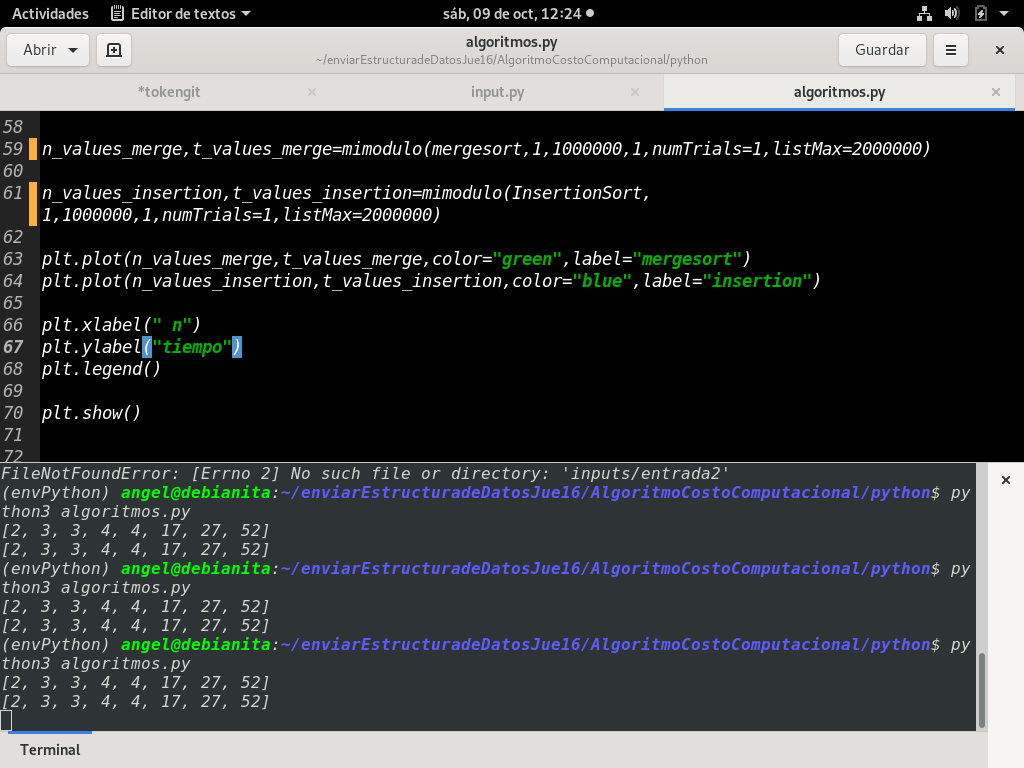 Actividades Editor de textos sáb, 09 de oct, 12:24
Abrir algoritmos.py Guardar
~/enviarEstructuradeDatosJue16/AlgoritmoCostoComputacional/python
*tokengit input.py algoritmos.py
58
59 n_values_merge,t_values_merge=mimodulo(mergesort,1,1000000,1,numTrials=1,listMax=2000000)
60
61 n_values_insertion,t_values_insertion=mimodulo(InsertionSort,
1,1000000,1,numTrials=1,listMax=2000000)
62
63 plt.plot(n_values_merge,t_values_merge,color="green",label="mergesort")
64 plt.plot(n_values_insertion,t_values_insertion,color="blue",label="insertion")
65
66 plt.xlabel(" n")
67 plt.ylabel("tiempo")
68 plt.legend()
69
70 plt.show()
71
72
FileNotFoundError: [Errno 2] No such file or directory: 'inputs/entrada2'
(envPython) angel@debianita:~/enviarEstructuradeDatosJue16/AlgoritmoCostoComputacional/python$ py
thon3 algoritmos.py
[2, 3, 3, 4, 4, 17, 27, 52]
[2, 3, 3, 4, 4, 17, 27, 52]
(envPython) angel@debianita:~/enviarEstructuradeDatosJue16/AlgoritmoCostoComputacional/python$ py
thon3 algoritmos.py
[2, 3, 3, 4, 4, 17, 27, 52]
[2, 3, 3, 4, 4, 17, 27, 52]
(envPython) angel@debianita:~/enviarEstructuradeDatosJue16/AlgoritmoCostoComputacional/python$ py
thon3 algoritmos.py
[2, 3, 3, 4, 4, 17, 27, 52]
[2, 3, 3, 4, 4, 17, 27, 52]
Terminal